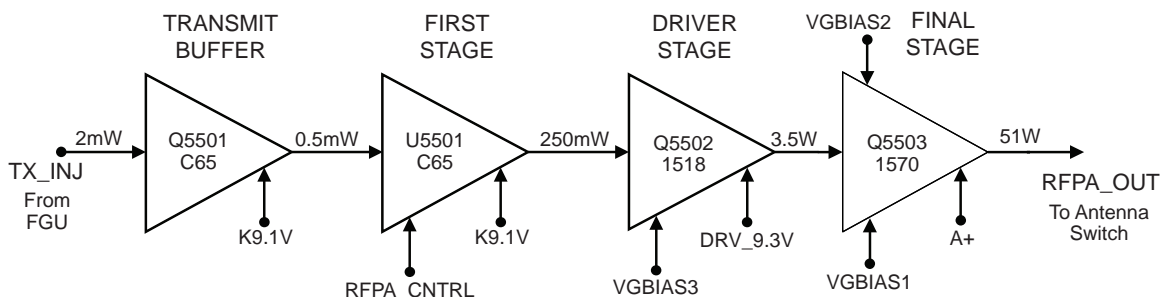 TRANSMIT
BUFFER
FIRST
STAGE
DRIVER
STAGE
VGBIAS2
FINAL
STAGE
2mW
Q5501
C65
0.5mW
U5501
C65
250mW
Q5502
1518
3.5W
Q5503
1570
51W
TX_INJ
From
FGU
K9.1V
RFPA_CNTRL
K9.1V
VGBIAS3
DRV_9.3V
VGBIAS1
A+
RFPA_OUT
To Antenna
Switch